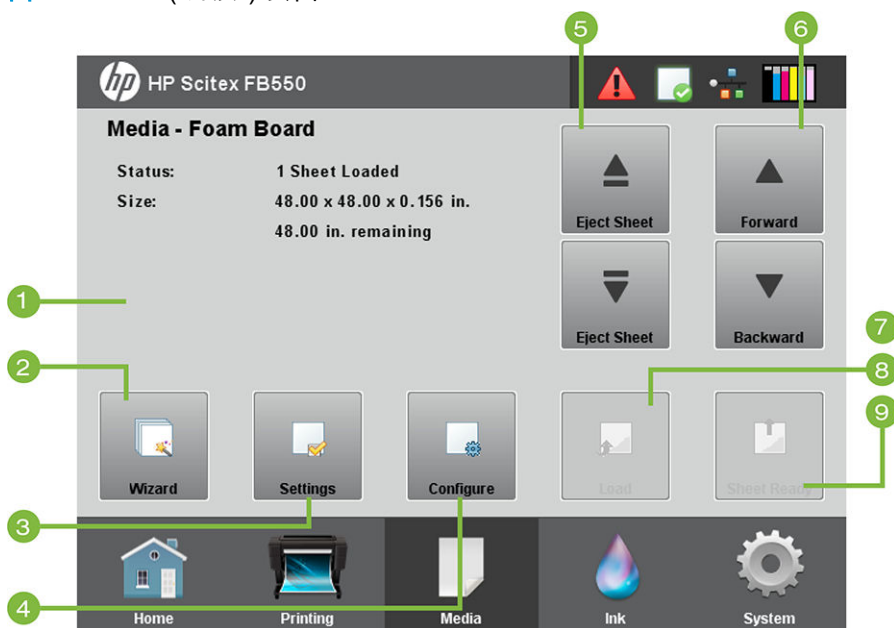 5
6
hp HP Scitex FB550
Media - Foam Board
Status: 1 Sheet Loaded
Size: 48.00 x 48.00 x 0.156 in.
48.00 in. remaining
Eject Sheet Forward
1
Eject Sheet Backward
7
2
8
9
Wizard Settings Configure Load Sheet Ready
3
4
Home Printing Media Ink System